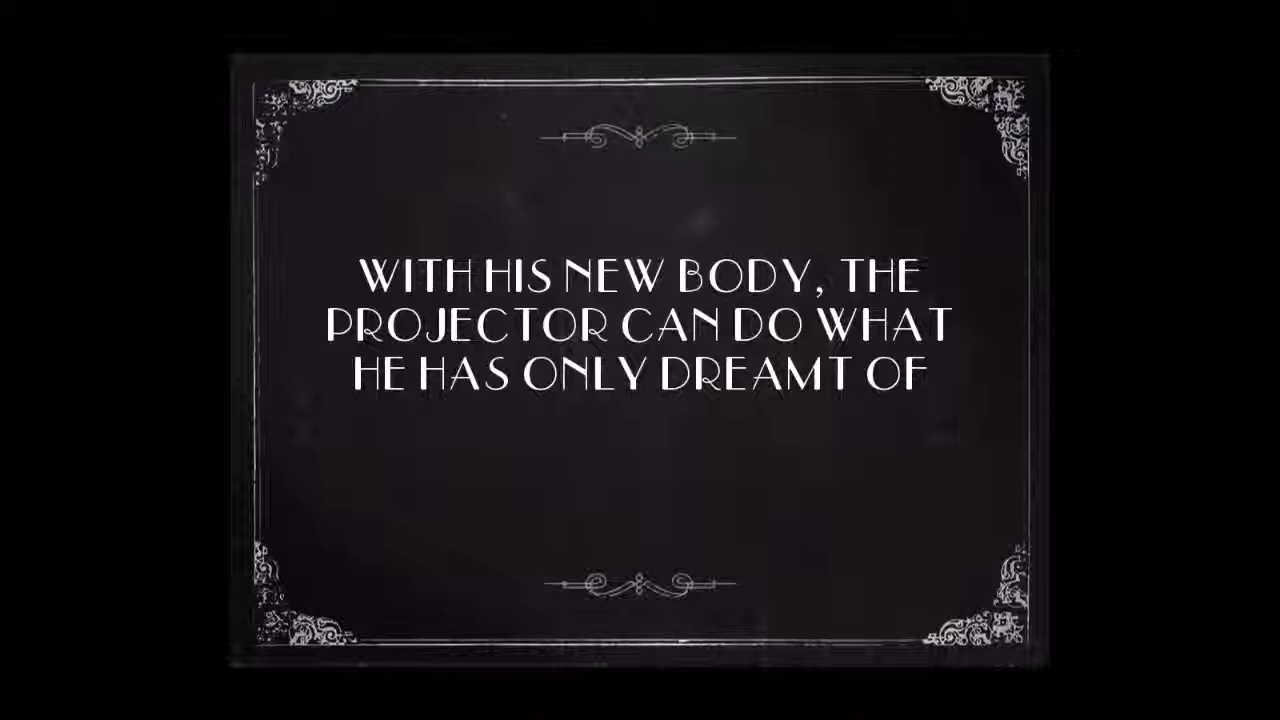 WITH HIS NEW BODY, THE
PROJECTOR CAN DO WHAT
HE HAS ONLY DREAMT OF